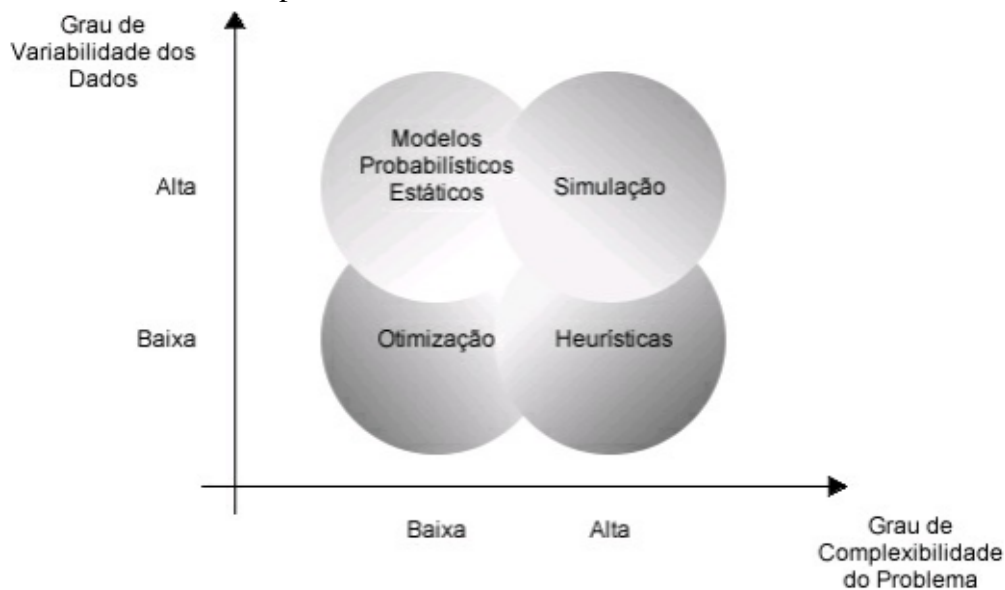 Grau de
Variabilidade dos
Dados
Modelos
Probabilísticos
Estáticos
Alta
Simulação
Baixa
Otimização
Heurísticas
Baixa
Alta
Grau de
Complexibilidade
do Problema